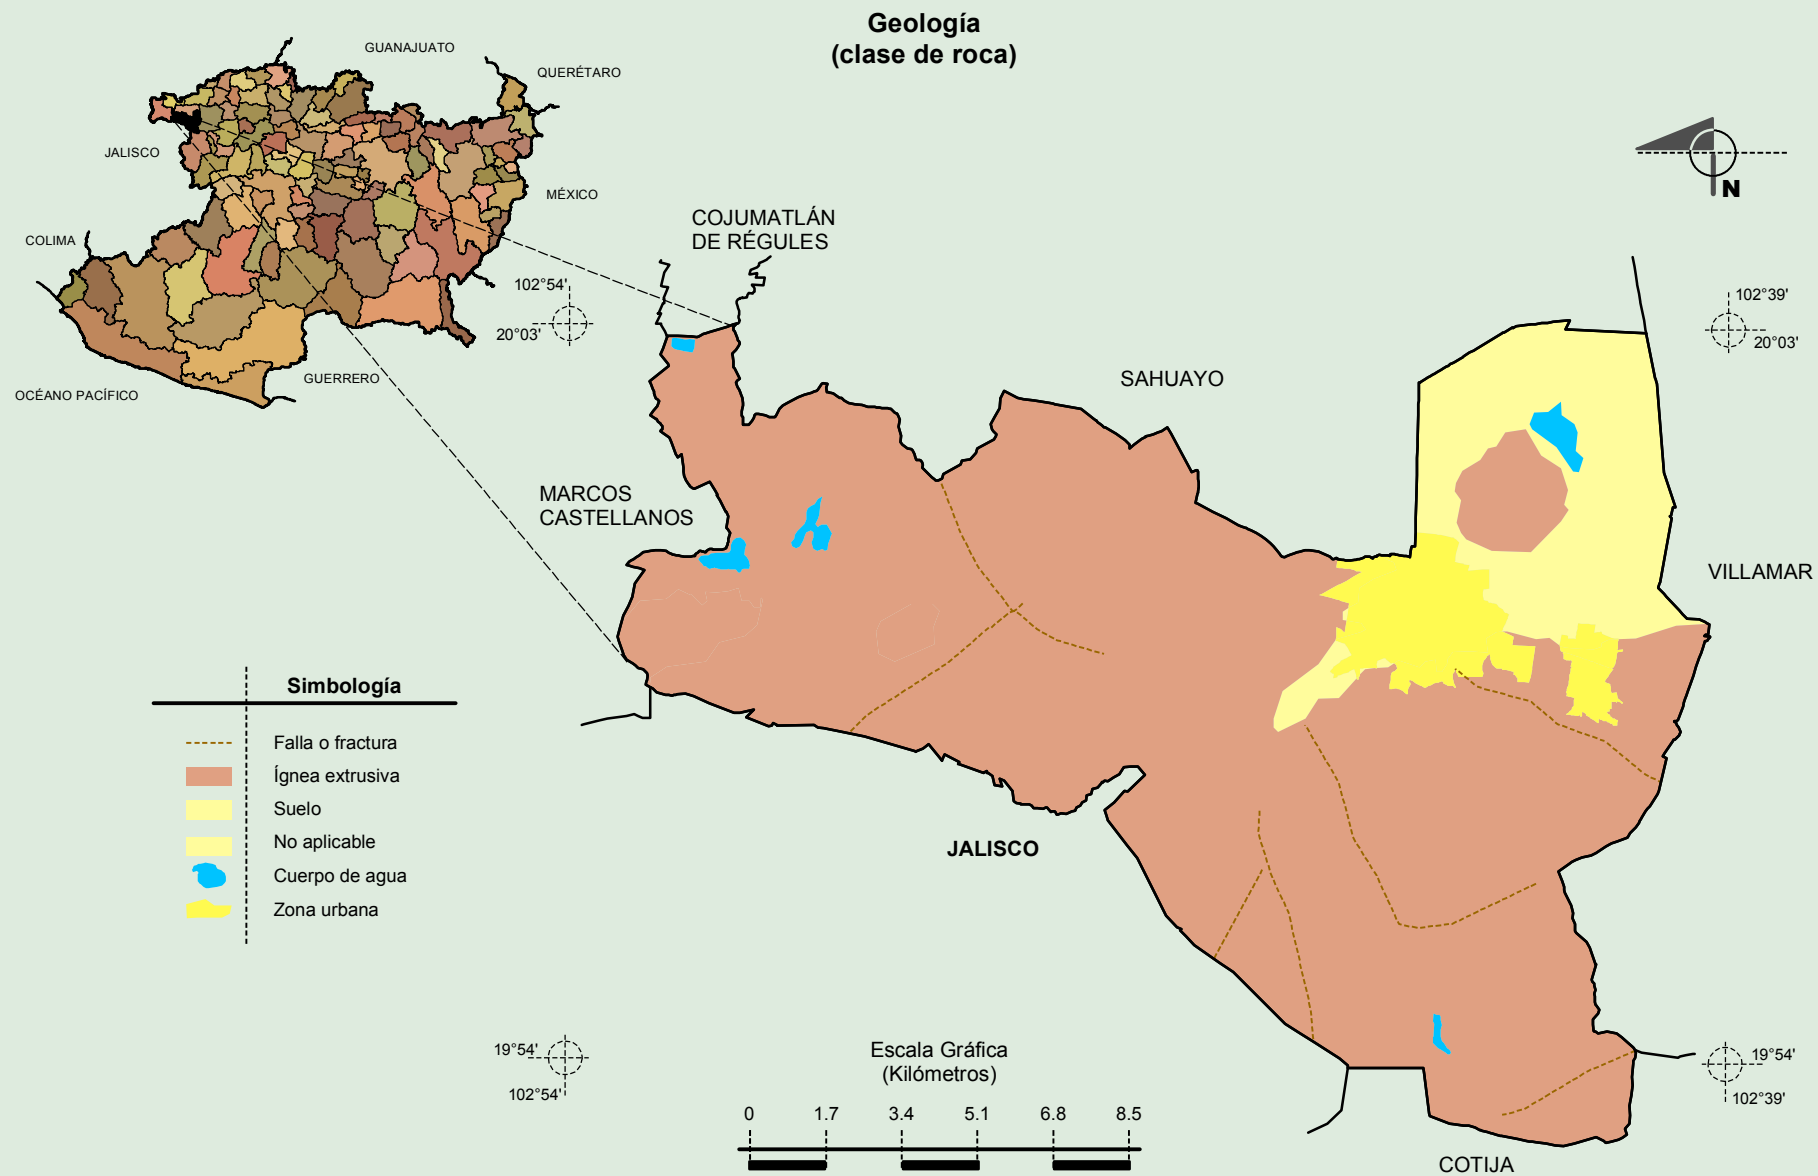 Geología
(clase de roca)
GUANAJUATO
QUERÉTARO
JALISCO
MÉXICO
COLIMA
GUERRERO
OCÉANO PACÍFICO
N
COJUMATLÁN
DE RÉGULES
102°54'
20°03'
102°39'
20°03'
SAHUAYO
MARCOS
CASTELLANOS
VILLAMAR
Simbología
Falla o fractura
Ígnea extrusiva
Suelo
No aplicable
Cuerpo de agua
Zona urbana
JALISCO
19°54'
102°54'
Escala Gráfica
(Kilómetros)
0 1.7 3.4 5.1 6.8 8.5
19°54'
102°39'
COTIJA